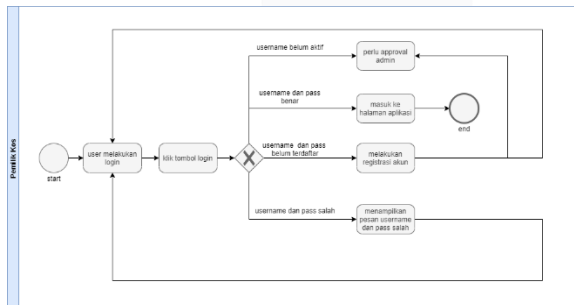 Pemilik Kos
start
user melakukan
login
klik tombol login
username belum aktif
perlu approval
admin
username dan pass
benar
masuk ke
halaman aplikasi
end
username dan pass
belum terdaftar
melakukan
registrasi akun
username dan pass salah
menampilkan
pesan username
dan pass salah